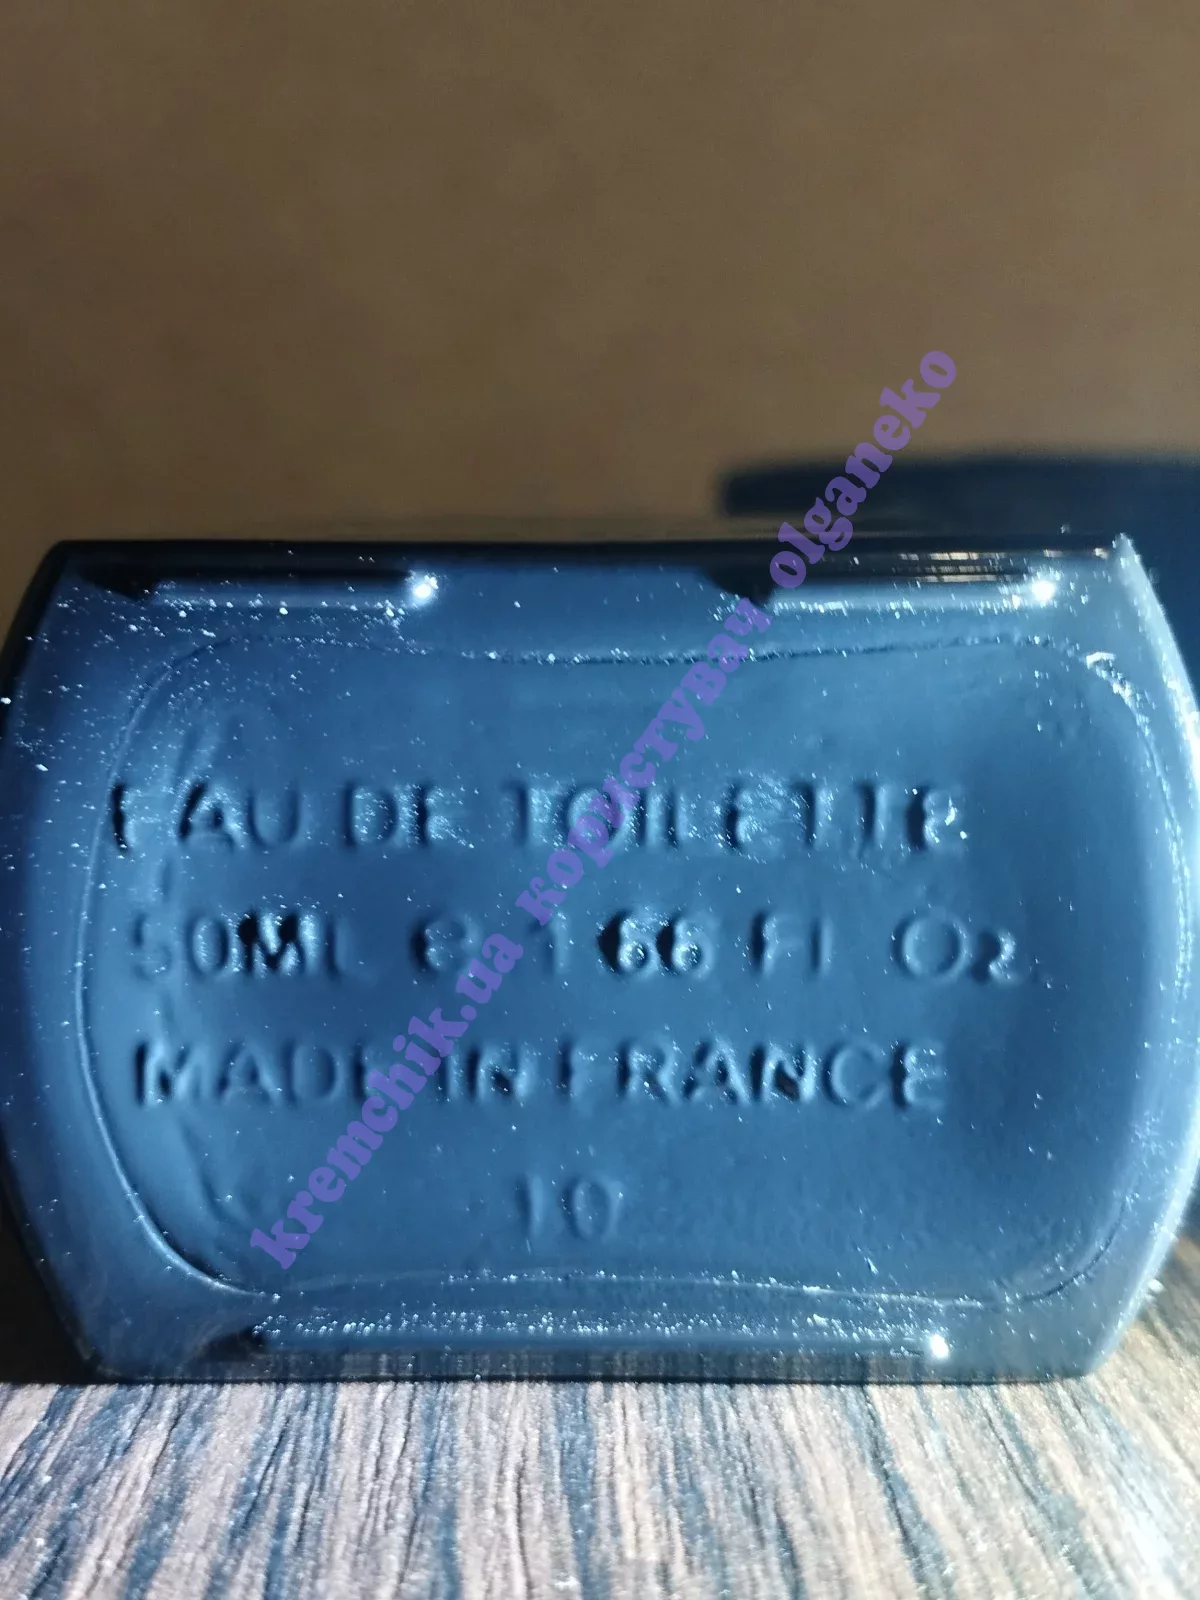 EAU DE TOILETTE
50ML e 1 66 Fl Oz
MADE IN FRANCE
10
kremchik.ua користувач olganeko